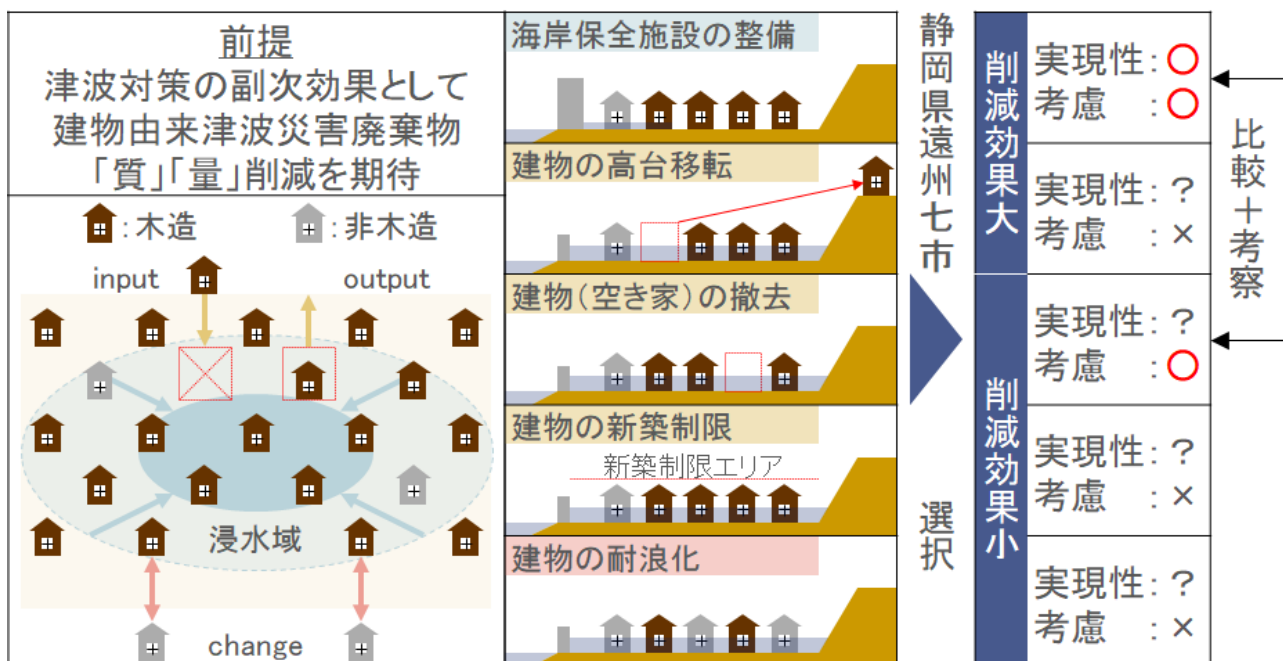 前提
津波対策の副次効果として
建物由来津波災害廃棄物
「質」「量」削減を期待
:木造
:非木造
input
output
浸水域
change
海岸保全施設の整備
建物の高台移転
建物(空き家)の撤去
建物の新築制限
新築制限エリア
建物の耐浪化
静岡県遠州七市
選択
削減効果大
削減効果小
実現性:○
考慮 :○
実現性:?
考慮 :×
実現性:?
考慮 :○
実現性:?
考慮 :×
実現性:?
考慮 :×
比較+考察